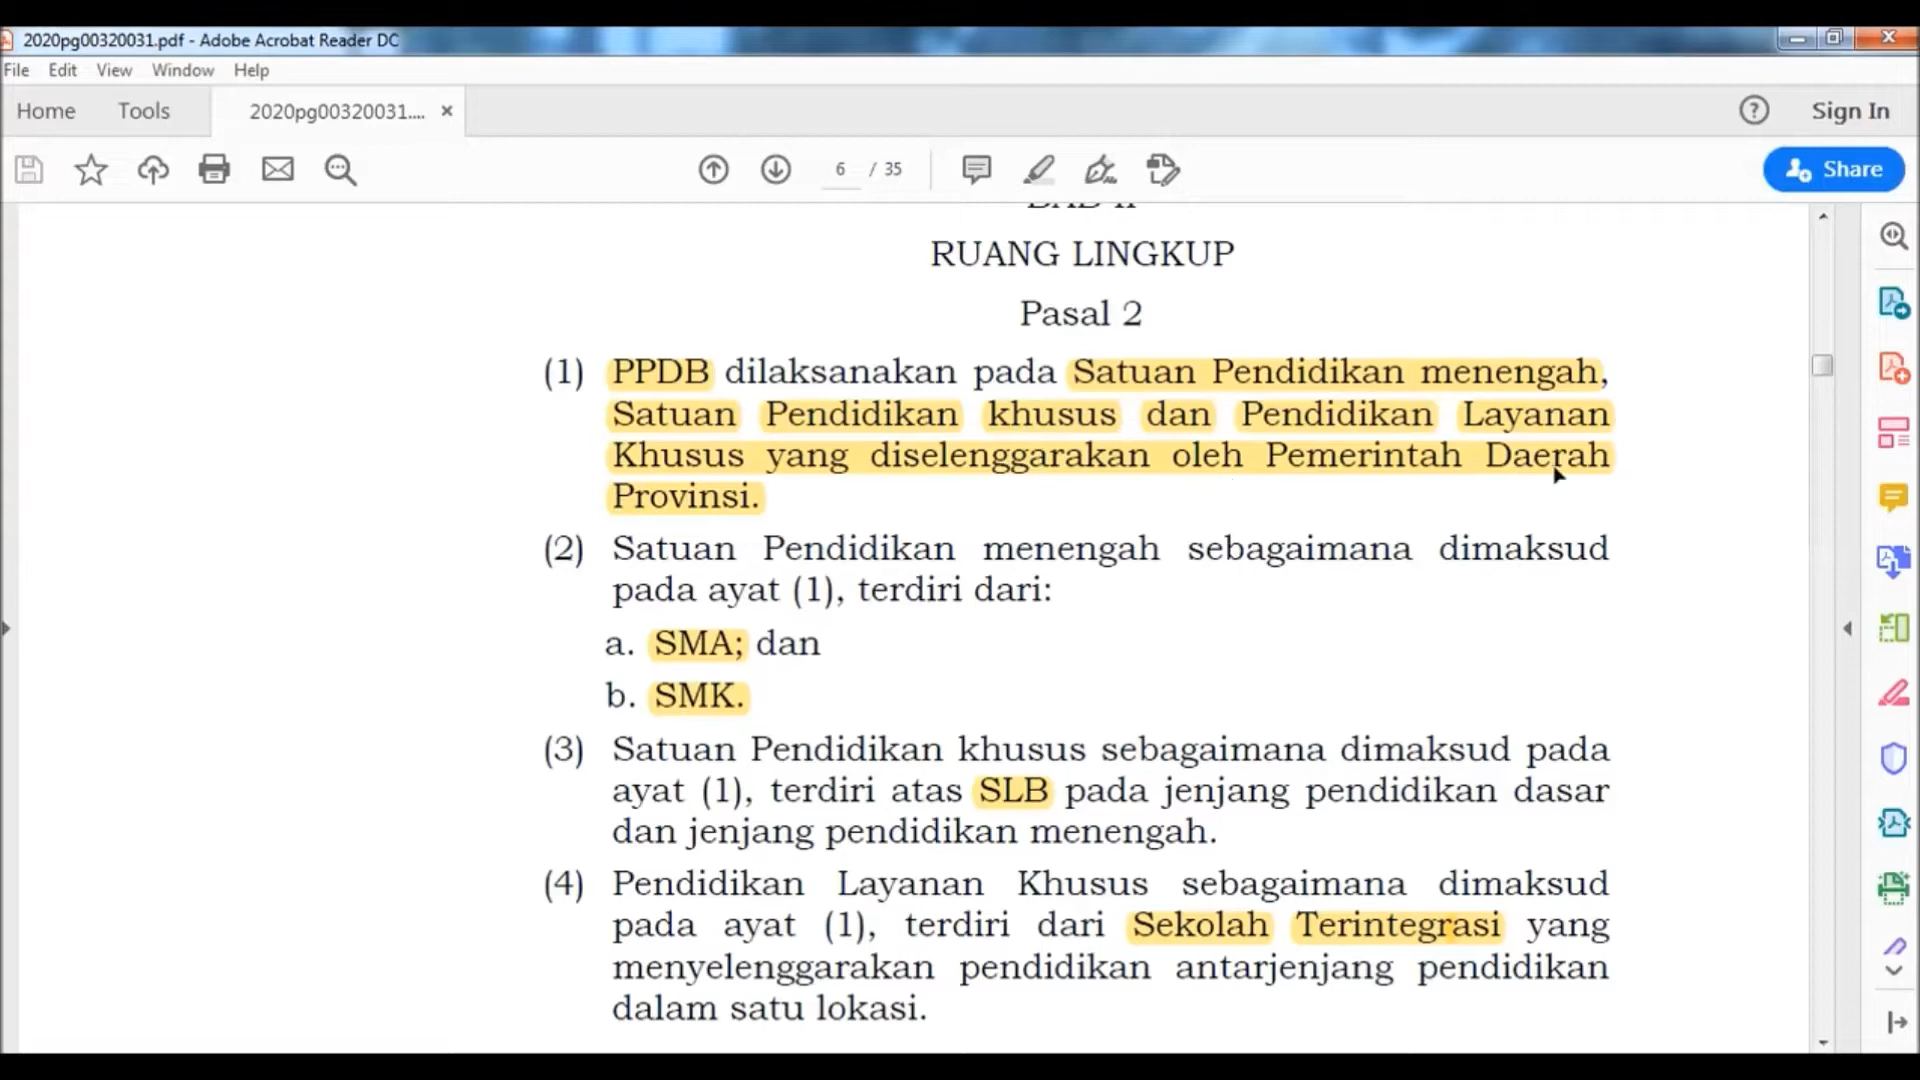 2020pg00320031.pdf - Adobe Acrobat Reader DC
File Edit View Window Help
Home Tools 2020pg00320031.... × Sign In
6 / 35 Share
BAB II
RUANG LINGKUP
Pasal 2
(1) PPDB dilaksanakan pada Satuan Pendidikan menengah,
Satuan Pendidikan khusus dan Pendidikan Layanan
Khusus yang diselenggarakan oleh Pemerintah Daerah
Provinsi.
(2) Satuan Pendidikan menengah sebagaimana dimaksud
pada ayat (1), terdiri dari:
a. SMA; dan
b. SMK.
(3) Satuan Pendidikan khusus sebagaimana dimaksud pada
ayat (1), terdiri atas SLB pada jenjang pendidikan dasar
dan jenjang pendidikan menengah.
(4) Pendidikan Layanan Khusus sebagaimana dimaksud
pada ayat (1), terdiri dari Sekolah Terintegrasi yang
menyelenggarakan pendidikan antarjenjang pendidikan
dalam satu lokasi.